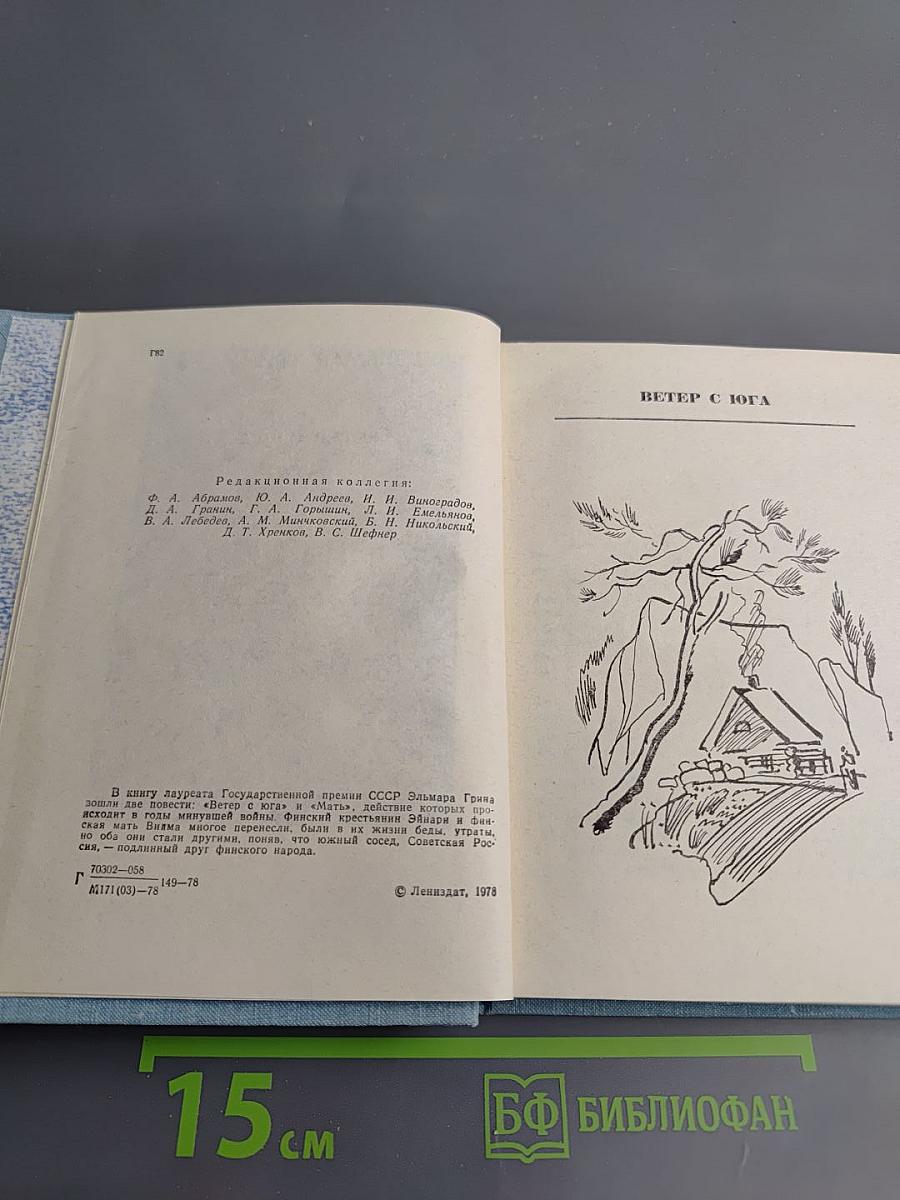 Г82
Редакционная коллегия:
Ф. А. Абрамов, Ю. А. Андреев, И. И. Виноградов,
Д. А. Гранин, Г. А. Горышин, Л. И. Емельянов,
В. А. Лебедев, А. М. Минчковский, Б. Н. Никольский,
Д. Т. Хренков, В. С. Шефнер
В книгу лауреата Государственной премии СССР Эльмара Грина
вошли две повести: «Ветер с юга» и «Мать», действие которых про-
исходит в годы минувшей войны. Финский крестьянин Эйнари и фин-
ская мать Вилма многое перенесли, были в их жизни беды, утраты,
но оба они стали другими, поняв, что южный сосед, Советская Рос-
сия, — подлинный друг финского народа.
Г 70302—058
М171(03)—78 149—78
© Лениздат, 1978
ВЕТЕР С ЮГА
15 см
БФ БИБЛИОФАН